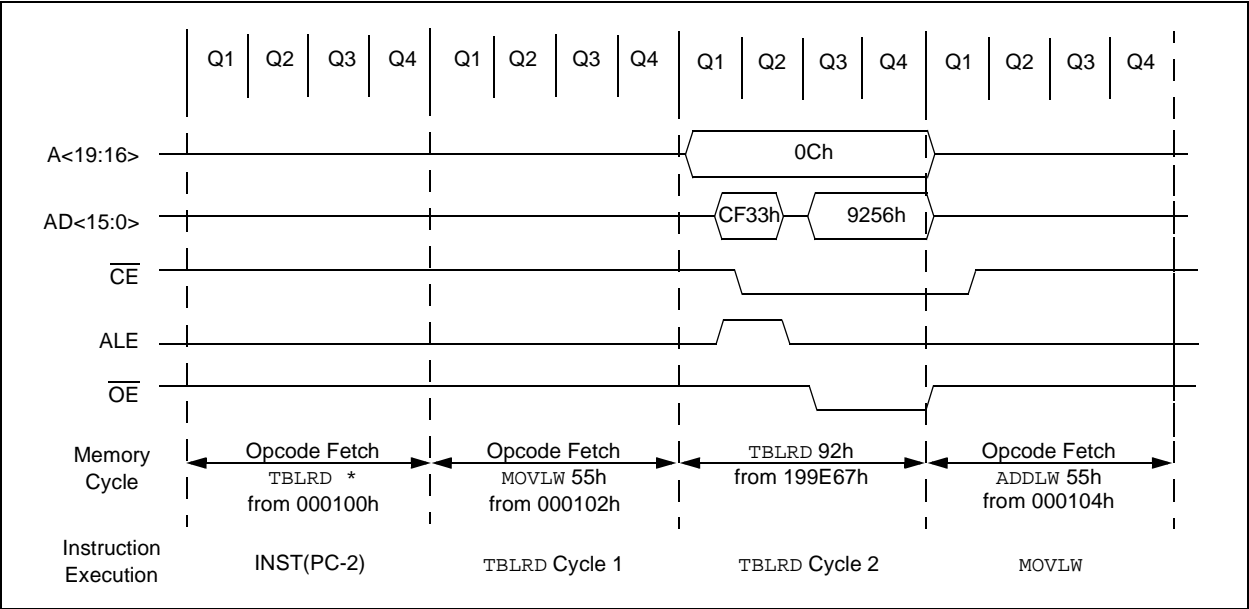 Q1 Q2 Q3 Q4 Q1 Q2 Q3 Q4 Q1 Q2 Q3 Q4 Q1 Q2 Q3 Q4
A<19:16>
0Ch
AD<15:0>
CF33h
9256h
CE
ALE
OE
Memory
Cycle
Opcode Fetch
TBLRD *
from 000100h
Opcode Fetch
MOVLW 55h
from 000102h
TBLRD 92h
from 199E67h
Opcode Fetch
ADDLW 55h
from 000104h
Instruction
Execution
INST(PC-2)
TBLRD Cycle 1
TBLRD Cycle 2
MOVLW